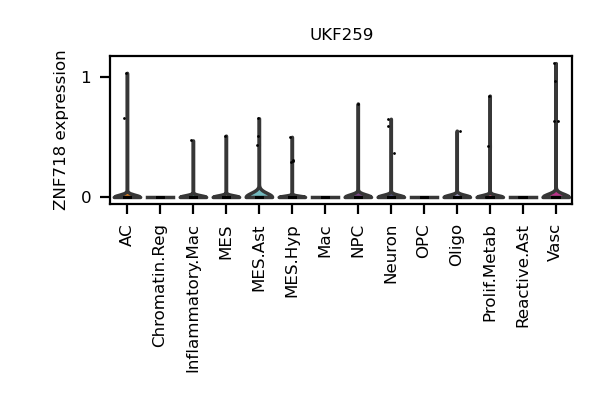 UKF259
ZNF718 expression
1
0
AC
Chromatin.Reg
Inflammatory.Mac
MES
MES.Ast
MES.Hyp
Mac
NPC
Neuron
OPC
Oligo
Prolif.Metab
Reactive.Ast
Vasc